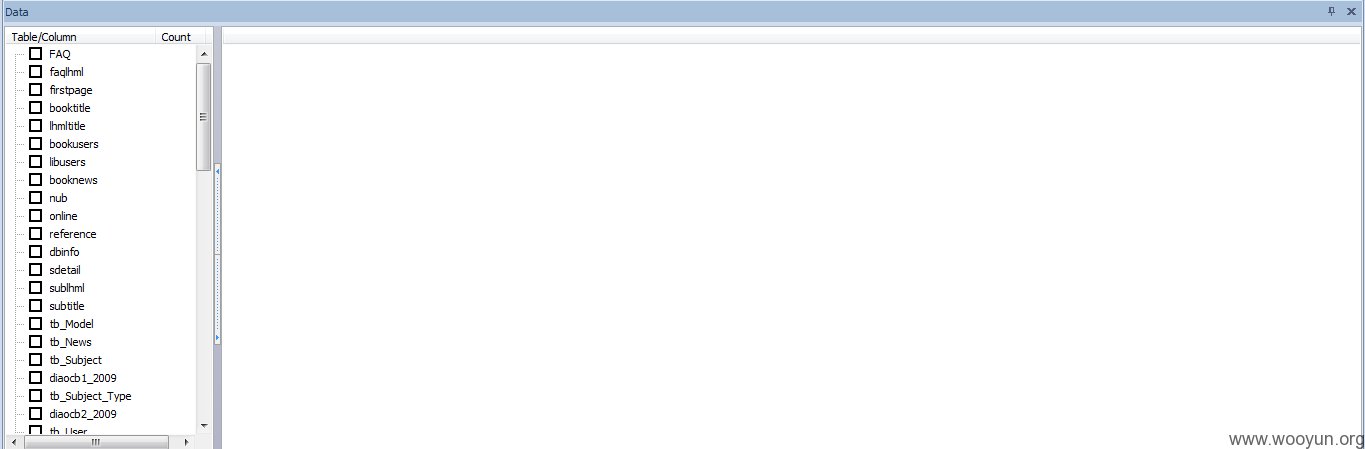 Data
Table/Column Count
FAQ
faqlhml
firstpage
booktitle
lhmltitle
bookusers
libusers
booknews
nub
online
reference
dbinfo
sdetail
sublhml
subtitle
tb_Model
tb_News
tb_Subject
diaocb1_2009
tb_Subject_Type
diaocb2_2009
tb_User
www.wooyun.org